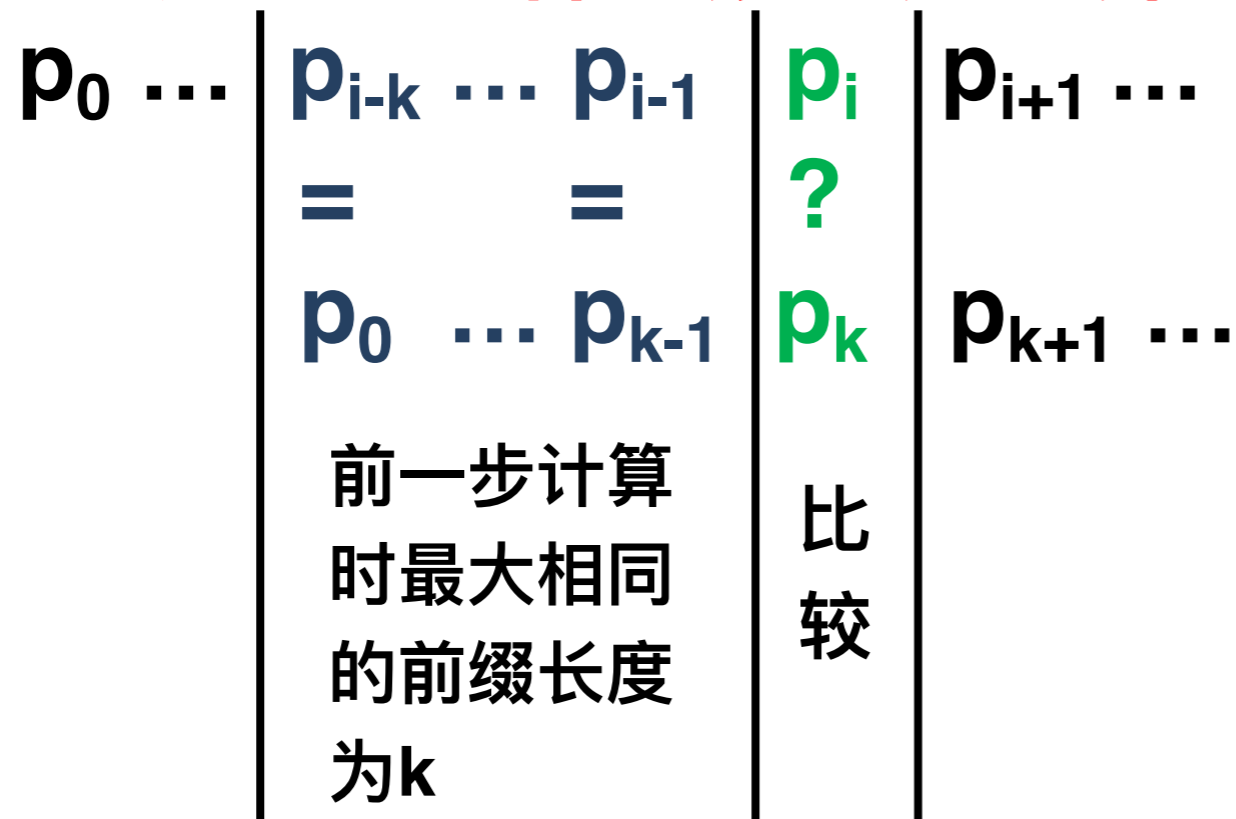 p₀ … pᵢ₋ₖ … pᵢ₋₁ pᵢ pᵢ₊₁ …
= = ?
p₀ … pₖ₋₁ pₖ pₖ₊₁ …
前一步计算
时最大相同
的前缀长度
为k
比
较